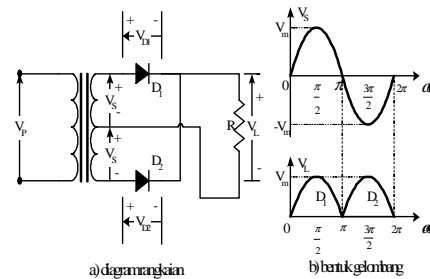 + -
V_D1
D_1
V_P
+
V_S
-
+
V_S
-
R
+
V_L
-
D_2
+ -
V_D2
a) diagram rangkaian
V_S
V_m
0
π/2
π
3π/2
2π
-V_m
V_L
V_m
D_1
D_2
0
π/2
π
3π/2
2π
b) bentuk gelombang